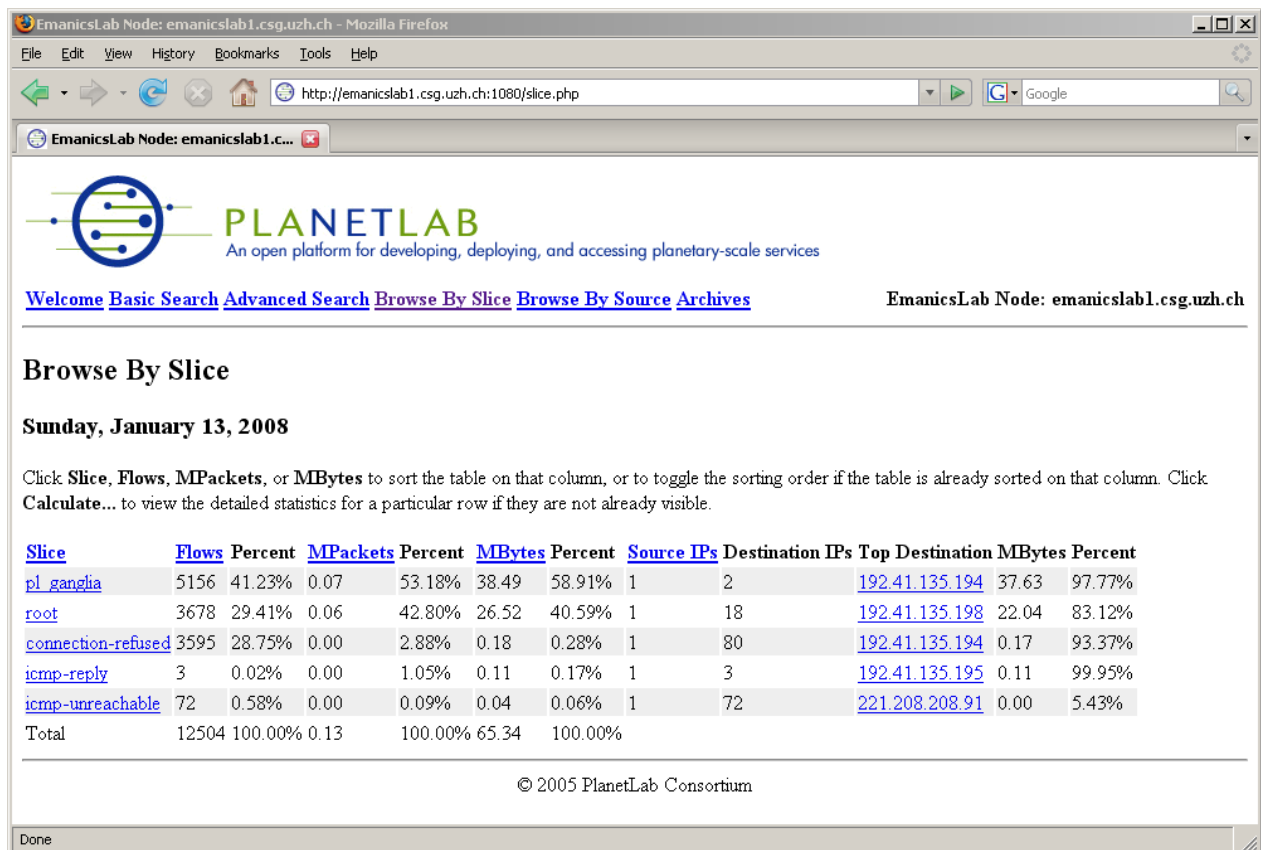 EmanicsLab Node: emanicslab1.csg.uzh.ch - Mozilla Firefox
File Edit View History Bookmarks Tools Help
http://emanicslab1.csg.uzh.ch:1080/slice.php
G Google
EmanicsLab Node: emanicslab1.c...
PLANETLAB
An open platform for developing, deploying, and accessing planetary-scale services
Welcome Basic Search Advanced Search Browse By Slice Browse By Source Archives EmanicsLab Node: emanicslab1.csg.uzh.ch
Browse By Slice
Sunday, January 13, 2008
Click Slice, Flows, MPackets, or MBytes to sort the table on that column, or to toggle the sorting order if the table is already sorted on that column. Click
Calculate... to view the detailed statistics for a particular row if they are not already visible.
Slice Flows Percent MPackets Percent MBytes Percent Source IPs Destination IPs Top Destination MBytes Percent
pl_ganglia 5156 41.23% 0.07 53.18% 38.49 58.91% 1 2 192.41.135.194 37.63 97.77%
root 3678 29.41% 0.06 42.80% 26.52 40.59% 1 18 192.41.135.198 22.04 83.12%
connection-refused 3595 28.75% 0.00 2.88% 0.18 0.28% 1 80 192.41.135.194 0.17 93.37%
icmp-reply 3 0.02% 0.00 1.05% 0.11 0.17% 1 3 192.41.135.195 0.11 99.95%
icmp-unreachable 72 0.58% 0.00 0.09% 0.04 0.06% 1 72 221.208.208.91 0.00 5.43%
Total 12504 100.00% 0.13 100.00% 65.34 100.00%
© 2005 PlanetLab Consortium
Done